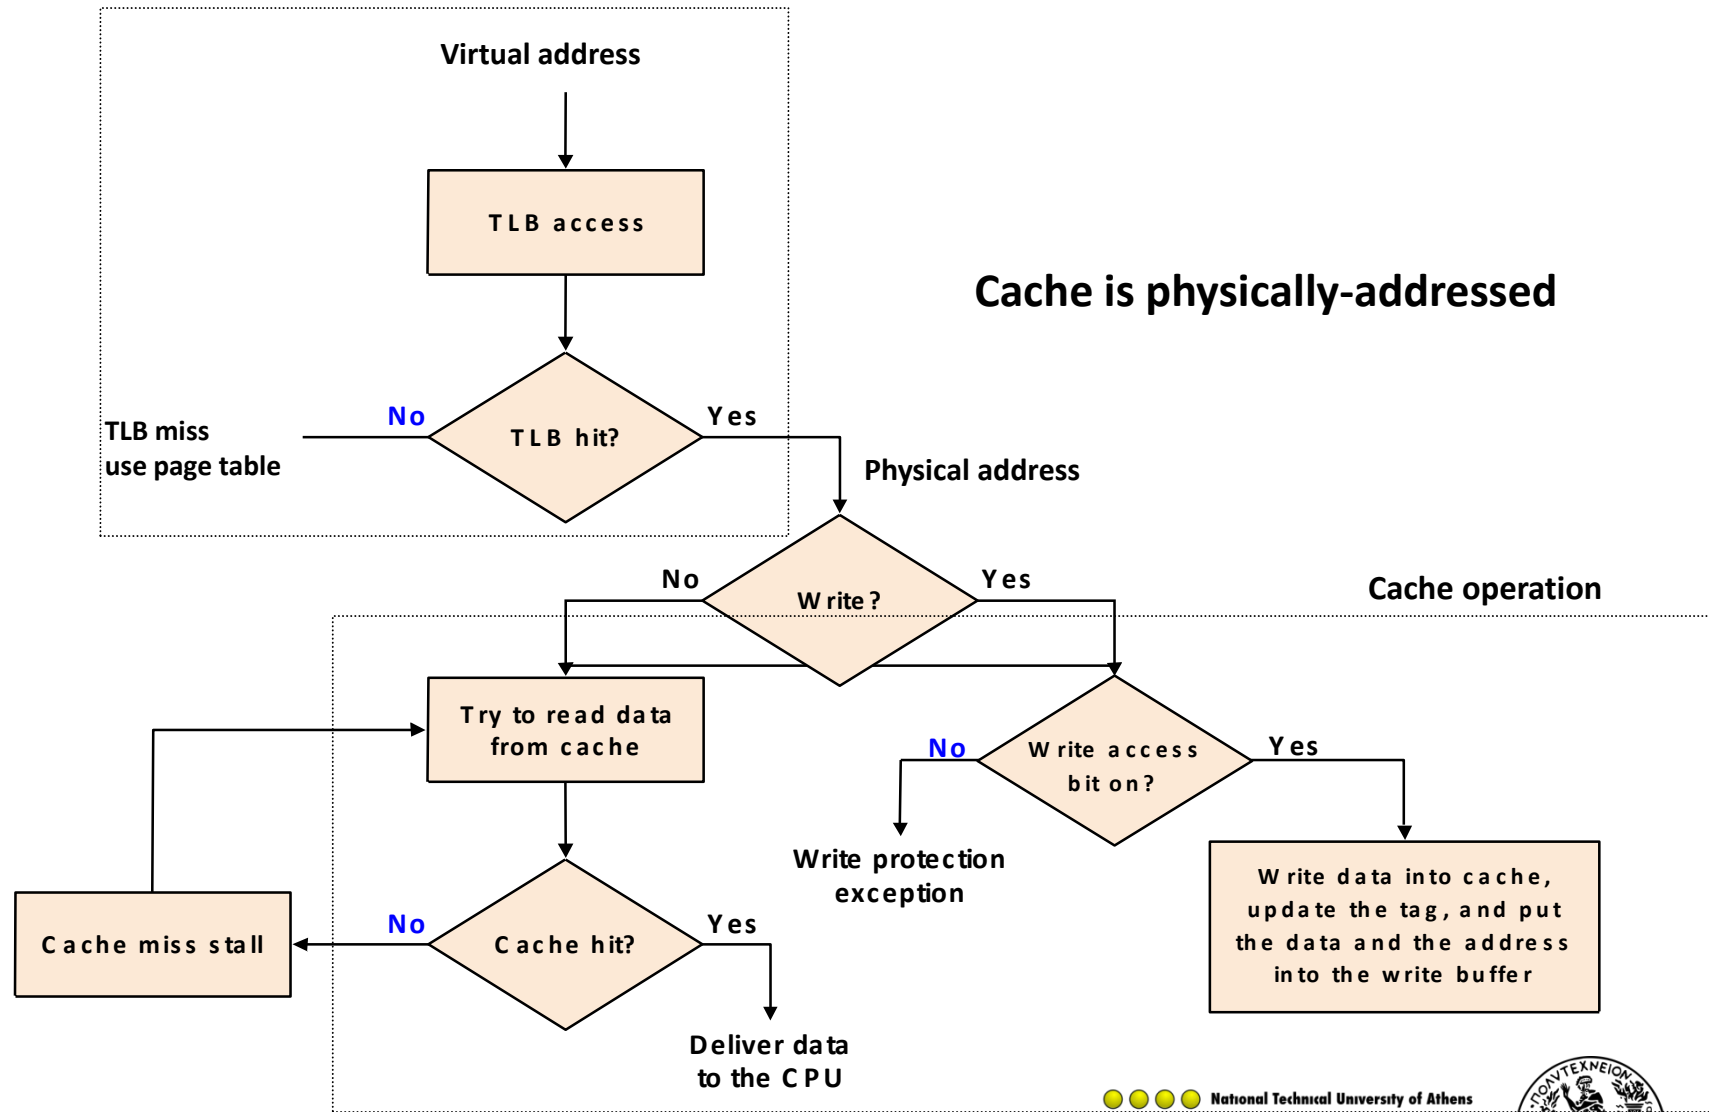 Virtual address
TLB access
Cache is physically-addressed
No
Yes
TLB miss
use page table
TLB hit?
Physical address
No
Yes
Write?
Cache operation
Try to read data
from cache
No
Write access
bit on?
Yes
Write protection
exception
Write data into cache,
update the tag, and put
the data and the address
into the write buffer
Cache miss stall
No
Cache hit?
Yes
Deliver data
to the CPU
National Technical University of Athens
ΠΟΛΥΤΕΧΝΕΙΟΝ